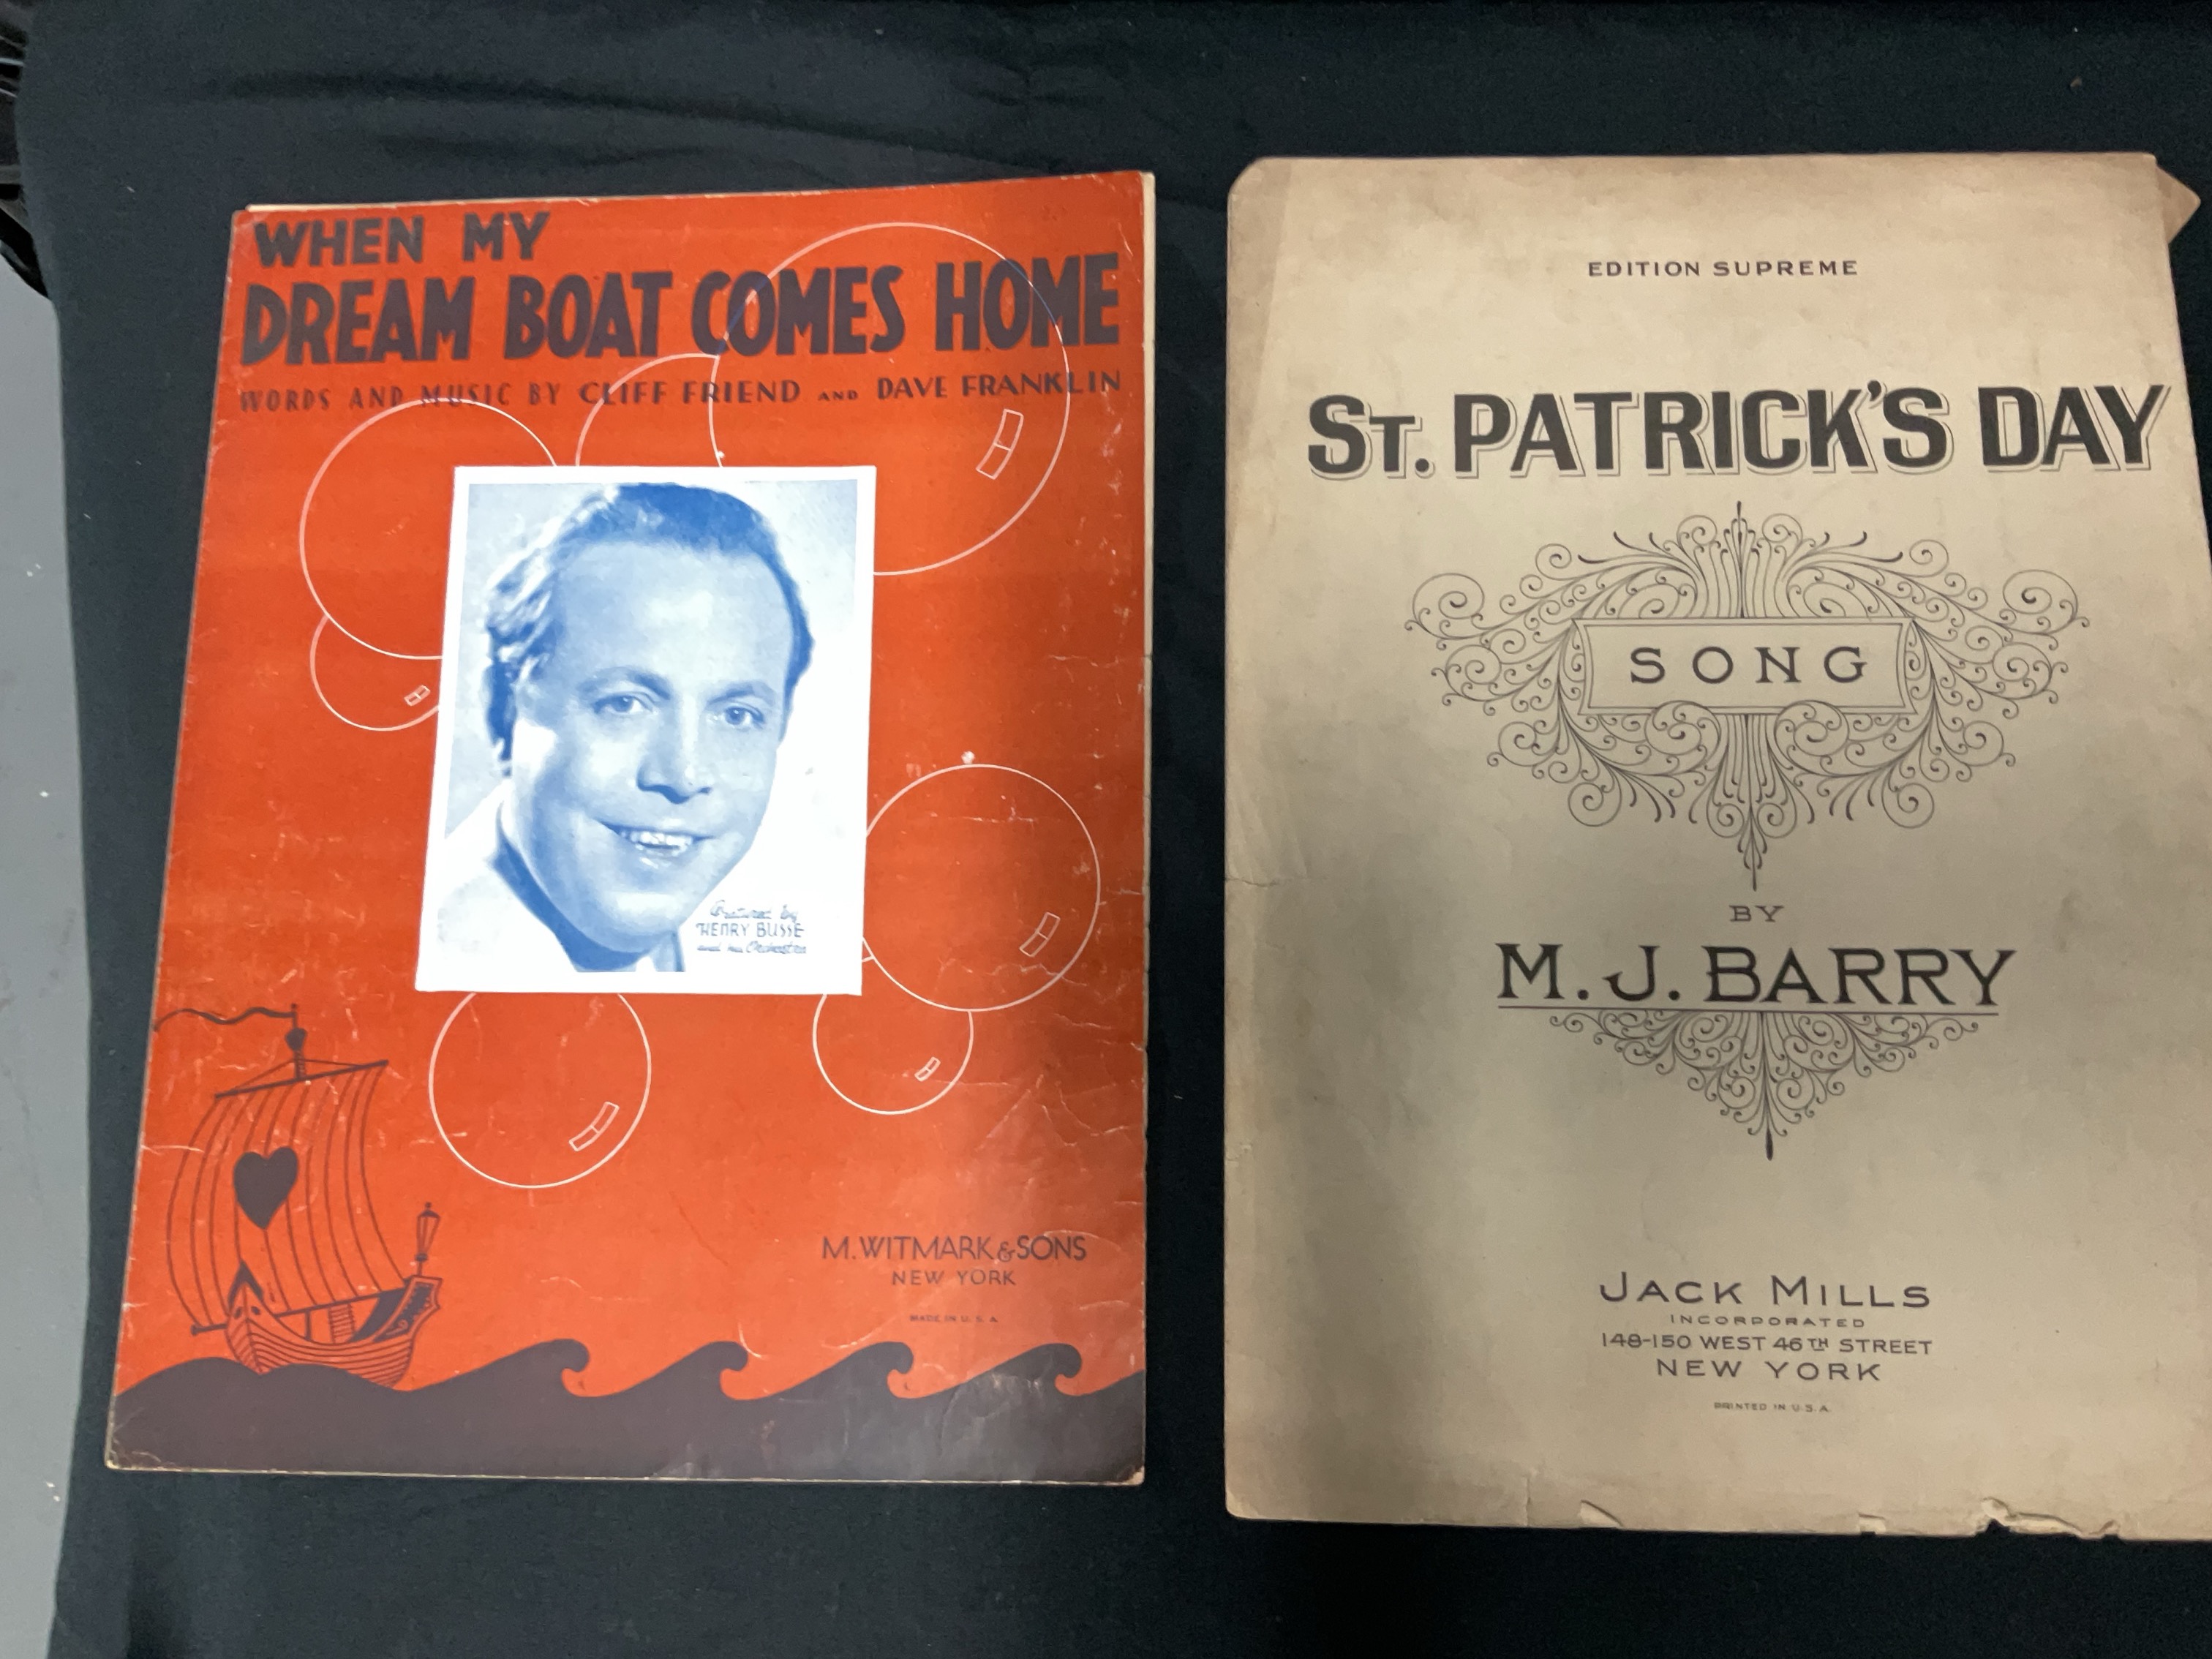 WHEN MY
DREAM BOAT COMES HOME
WORDS AND MUSIC BY CLIFF FRIEND AND DAVE FRANKLIN
Featured by
HENRY BUSSE
and his Orchestra
M. WITMARK & SONS
NEW YORK
MADE IN U. S. A.
EDITION SUPREME
ST. PATRICK'S DAY
SONG
BY
M. J. BARRY
JACK MILLS
INCORPORATED
148-150 WEST 46TH STREET
NEW YORK
PRINTED IN U.S.A.